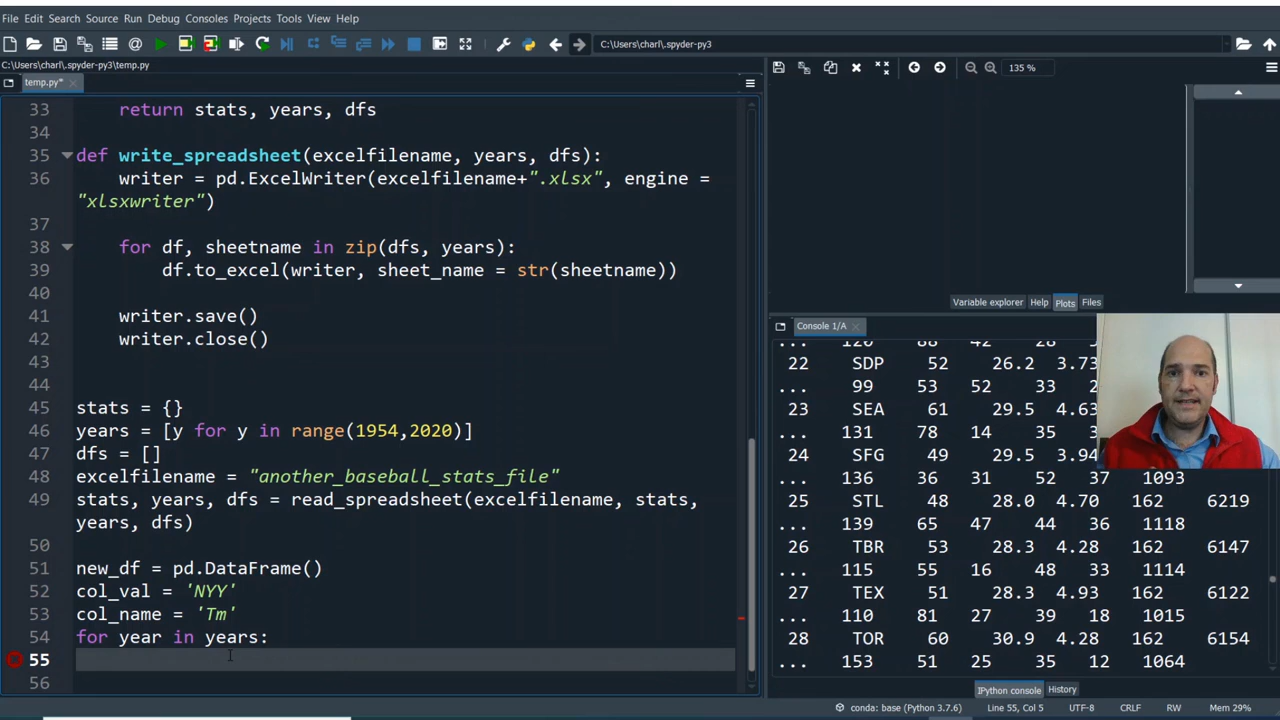 File Edit Search Source Run Debug Consoles Projects Tools View Help
C:\Users\charl\.spyder-py3
C:\Users\charl\.spyder-py3\temp.py
temp.py*
135 %
33 return stats, years, dfs
34
35 def write_spreadsheet(excelfilename, years, dfs):
36 writer = pd.ExcelWriter(excelfilename+".xlsx", engine =
"xlsxwriter")
37
38 for df, sheetname in zip(dfs, years):
39 df.to_excel(writer, sheet_name = str(sheetname))
40
41 writer.save()
42 writer.close()
43
44
45 stats = {}
46 years = [y for y in range(1954,2020)]
47 dfs = []
48 excelfilename = "another_baseball_stats_file"
49 stats, years, dfs = read_spreadsheet(excelfilename, stats,
years, dfs)
50
51 new_df = pd.DataFrame()
52 col_val = 'NYY'
53 col_name = 'Tm'
54 for year in years:
55
56
Variable explorer Help Plots Files
Console 1/A
... 120 88 42 28
22 SDP 52 26.2 3.73
... 99 53 52 33
23 SEA 61 29.5 4.63
... 131 78 14 35
24 SFG 49 29.5 3.94
... 136 36 31 52 37 1093
25 STL 48 28.0 4.70 162 6219
... 139 65 47 44 36 1118
26 TBR 53 28.3 4.28 162 6147
... 115 55 16 48 33 1114
27 TEX 51 28.3 4.93 162 6122
... 110 81 27 39 18 1015
28 TOR 60 30.9 4.28 162 6154
... 153 51 25 35 12 1064
IPython console History
conda: base (Python 3.7.6) Line 55, Col 5 UTF-8 CRLF RW Mem 29%